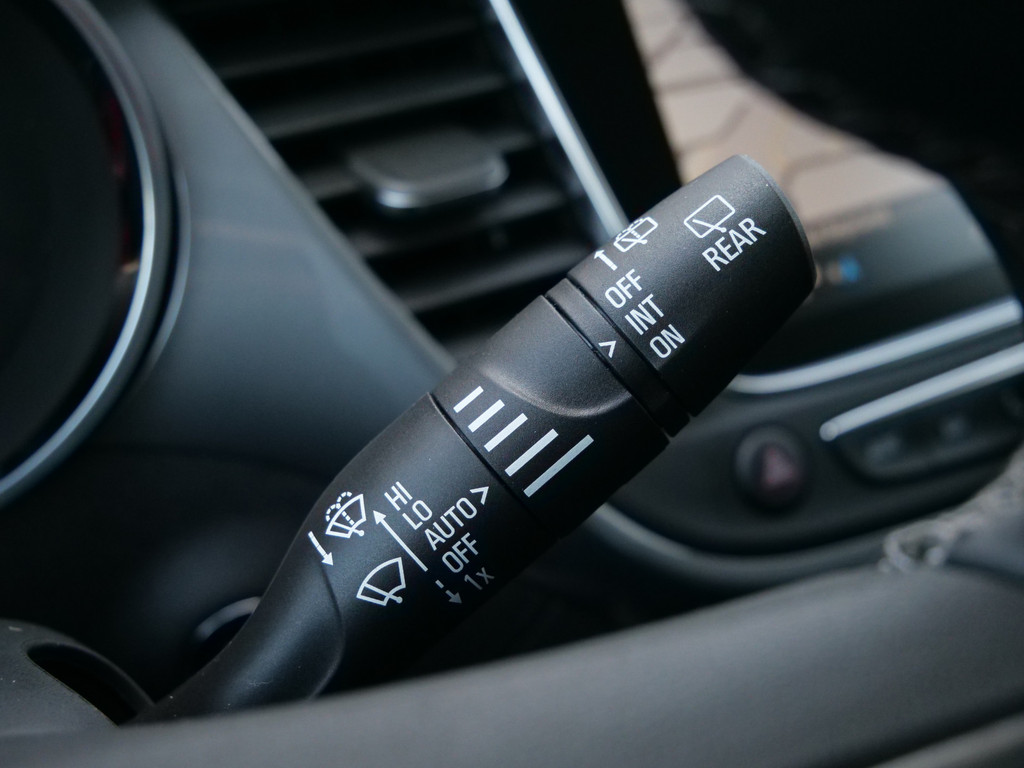 REAR
OFF
INT
ON
HI
LO
AUTO
OFF
1x